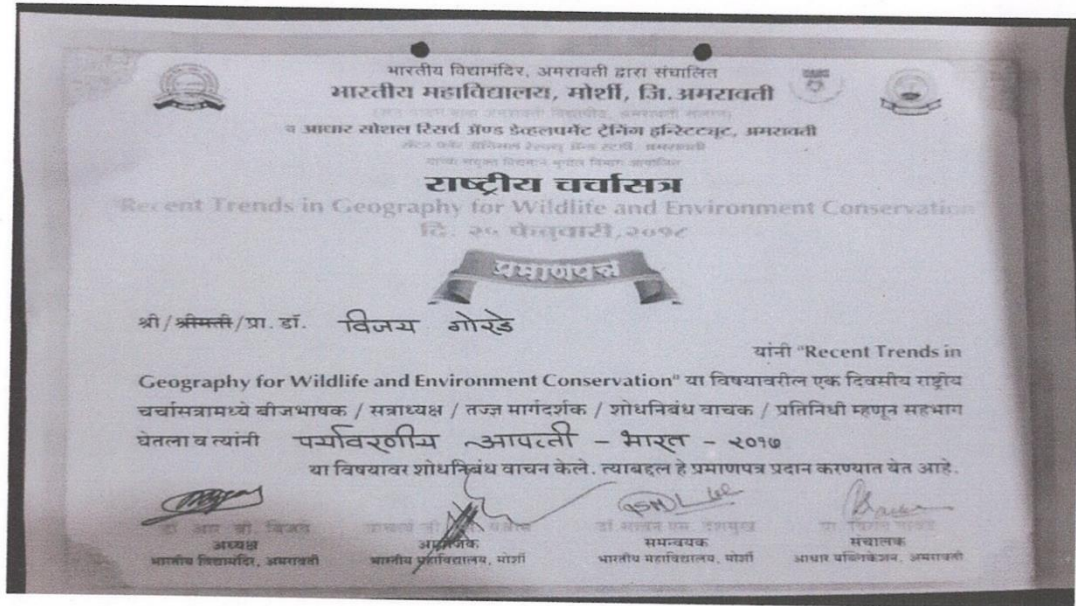 भारतीय विद्यामंदिर, अमरावती द्वारा संचालित
भारतीय महाविद्यालय, मोर्शी, जि. अमरावती
व आधार सोशल रिसर्च ॲण्ड डेव्हलपमेंट ट्रेनिंग इन्स्टिटयूट, अमरावती
राष्ट्रीय चर्चासत्र
"Recent Trends in Geography for Wildlife and Environment Conservation"
दि. २५ फेब्रुवारी, २०१८
प्रमाणपत्र
श्री / श्रीमती / प्रा. डॉ. विजय गोरडे
यांनी "Recent Trends in
Geography for Wildlife and Environment Conservation" या विषयावरील एक दिवसीय राष्ट्रीय
चर्चासत्रामध्ये बीजभाषक / सत्राध्यक्ष / तज्ज्ञ मार्गदर्शक / शोधनिबंध वाचक / प्रतिनिधी म्हणून सहभाग
घेतला व त्यांनी पर्यावरणीय आपत्ती - भारत - २०१७
या विषयावर शोधनिबंध वाचन केले. त्याबद्दल हे प्रमाणपत्र प्रदान करण्यात येत आहे.
अध्यक्ष आयोजक समन्वयक संचालक
भारतीय विद्यामंदिर, अमरावती भारतीय महाविद्यालय, मोर्शी भारतीय महाविद्यालय, मोर्शी आधार पब्लिकेशन, अमरावती